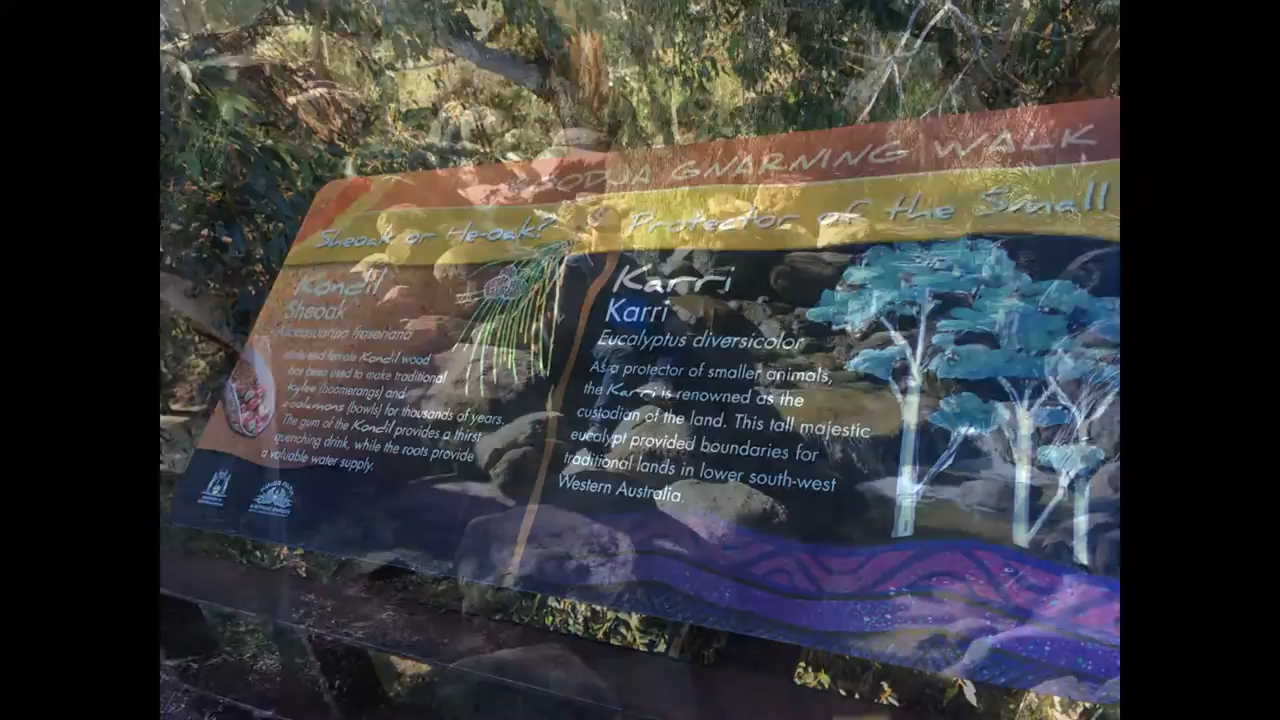 BOODJA GNARNING WALK
Sheoak or He-oak?
Protector of the Small
Kondil
Sheoak
Allocasuarina fraseriana
Male and female Kondil wood
has been used to make traditional
kylee (boomerangs) and
coolamons (bowls) for thousands of years.
The gum of the Kondil provides a thirst
quenching drink, while the roots provide
a valuable water supply.
Karri
Karri
Eucalyptus diversicolor
As a protector of smaller animals,
the Karri is renowned as the
custodian of the land. This tall majestic
eucalypt provided boundaries for
traditional lands in lower south-west
Western Australia.